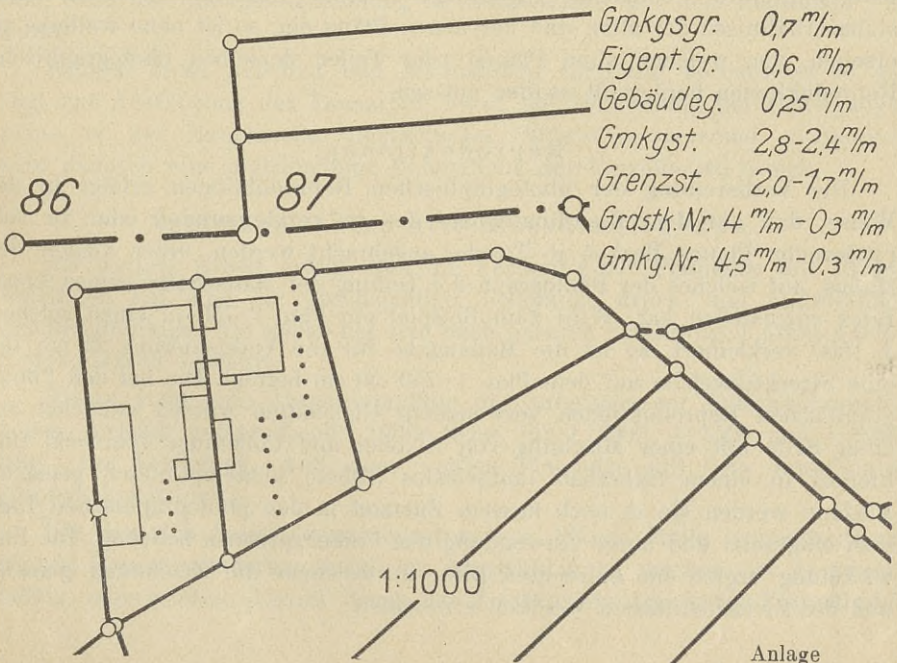 Gmkgsgr. 0,7 m/m
Eigent. Gr. 0,6 m/m
Gebäudeg. 0,25 m/m
Gmkgst. 2,8-2,4 m/m
Grenzst. 2,0-1,7 m/m
Grdstk. Nr. 4 m/m - 0,3 m/m
Gmkg. Nr. 4,5 m/m - 0,3 m/m
86 87
1:1000
Anlage